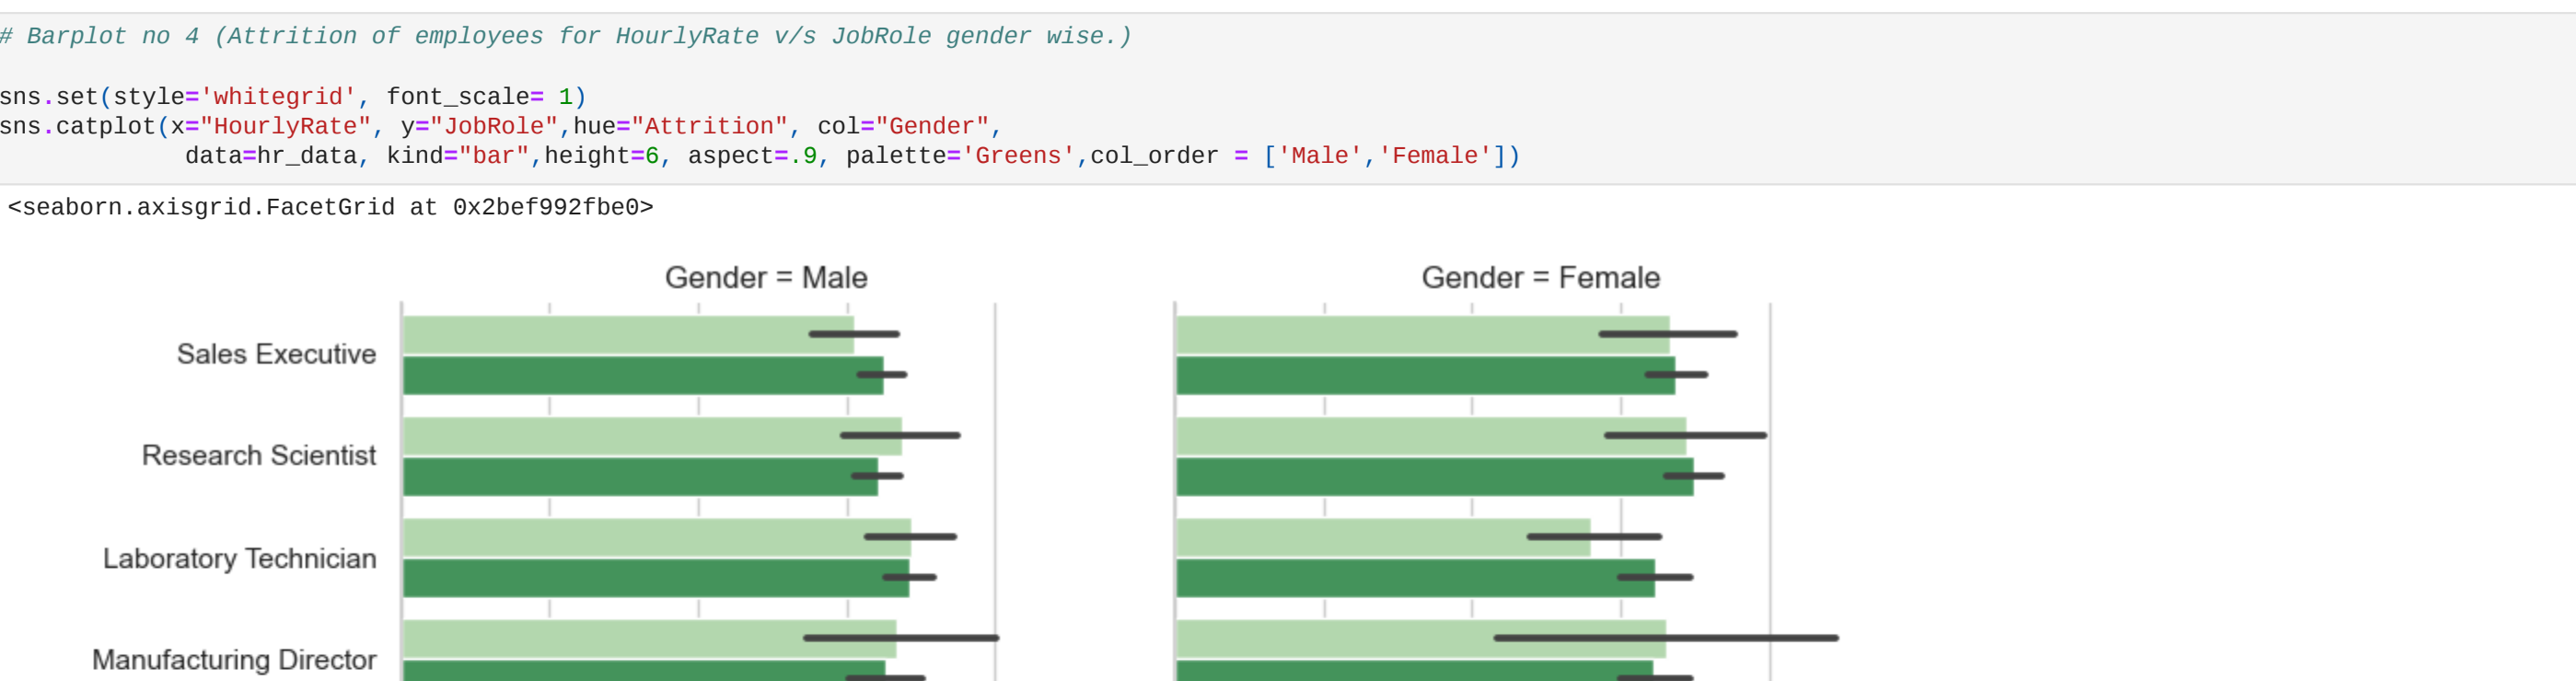 # Barplot no 4 (Attrition of employees for HourlyRate v/s JobRole gender wise.)
sns.set(style='whitegrid', font_scale= 1)
sns.catplot(x="HourlyRate", y="JobRole",hue="Attrition", col="Gender",
data=hr_data, kind="bar",height=6, aspect=.9, palette='Greens',col_order = ['Male','Female'])
<seaborn.axisgrid.FacetGrid at 0x2bef992fbe0>
Gender = Male
Gender = Female
Sales Executive
Research Scientist
Laboratory Technician
Manufacturing Director